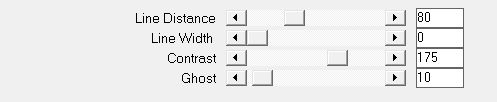 Line Distance 80
Line Width 0
Contrast 175
Ghost 10